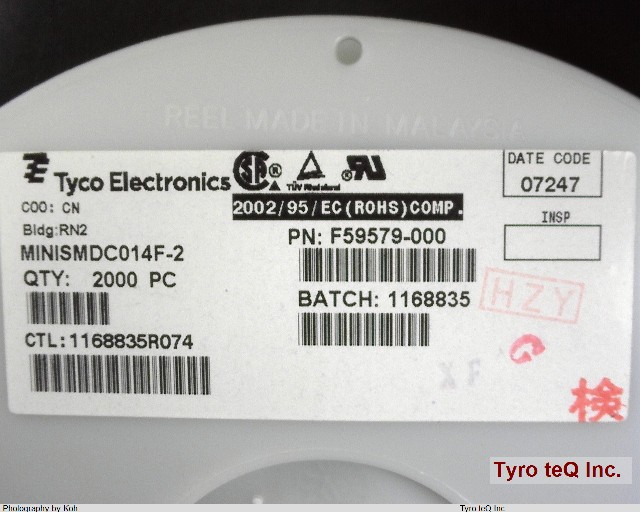 REEL MADE IN MALAYSIA
Tyco Electronics
TÜV Rheinland
DATE CODE
07247
COO: CN
2002/95/EC(ROHS)COMP.
Bldg:RN2
PN: F59579-000
INSP
MINISMDC014F-2
QTY: 2000 PC
BATCH: 1168835
HZY
CTL:1168835R074
XF
検
Tyro teQ Inc.
Photography by Koh
Tyro teQ Inc